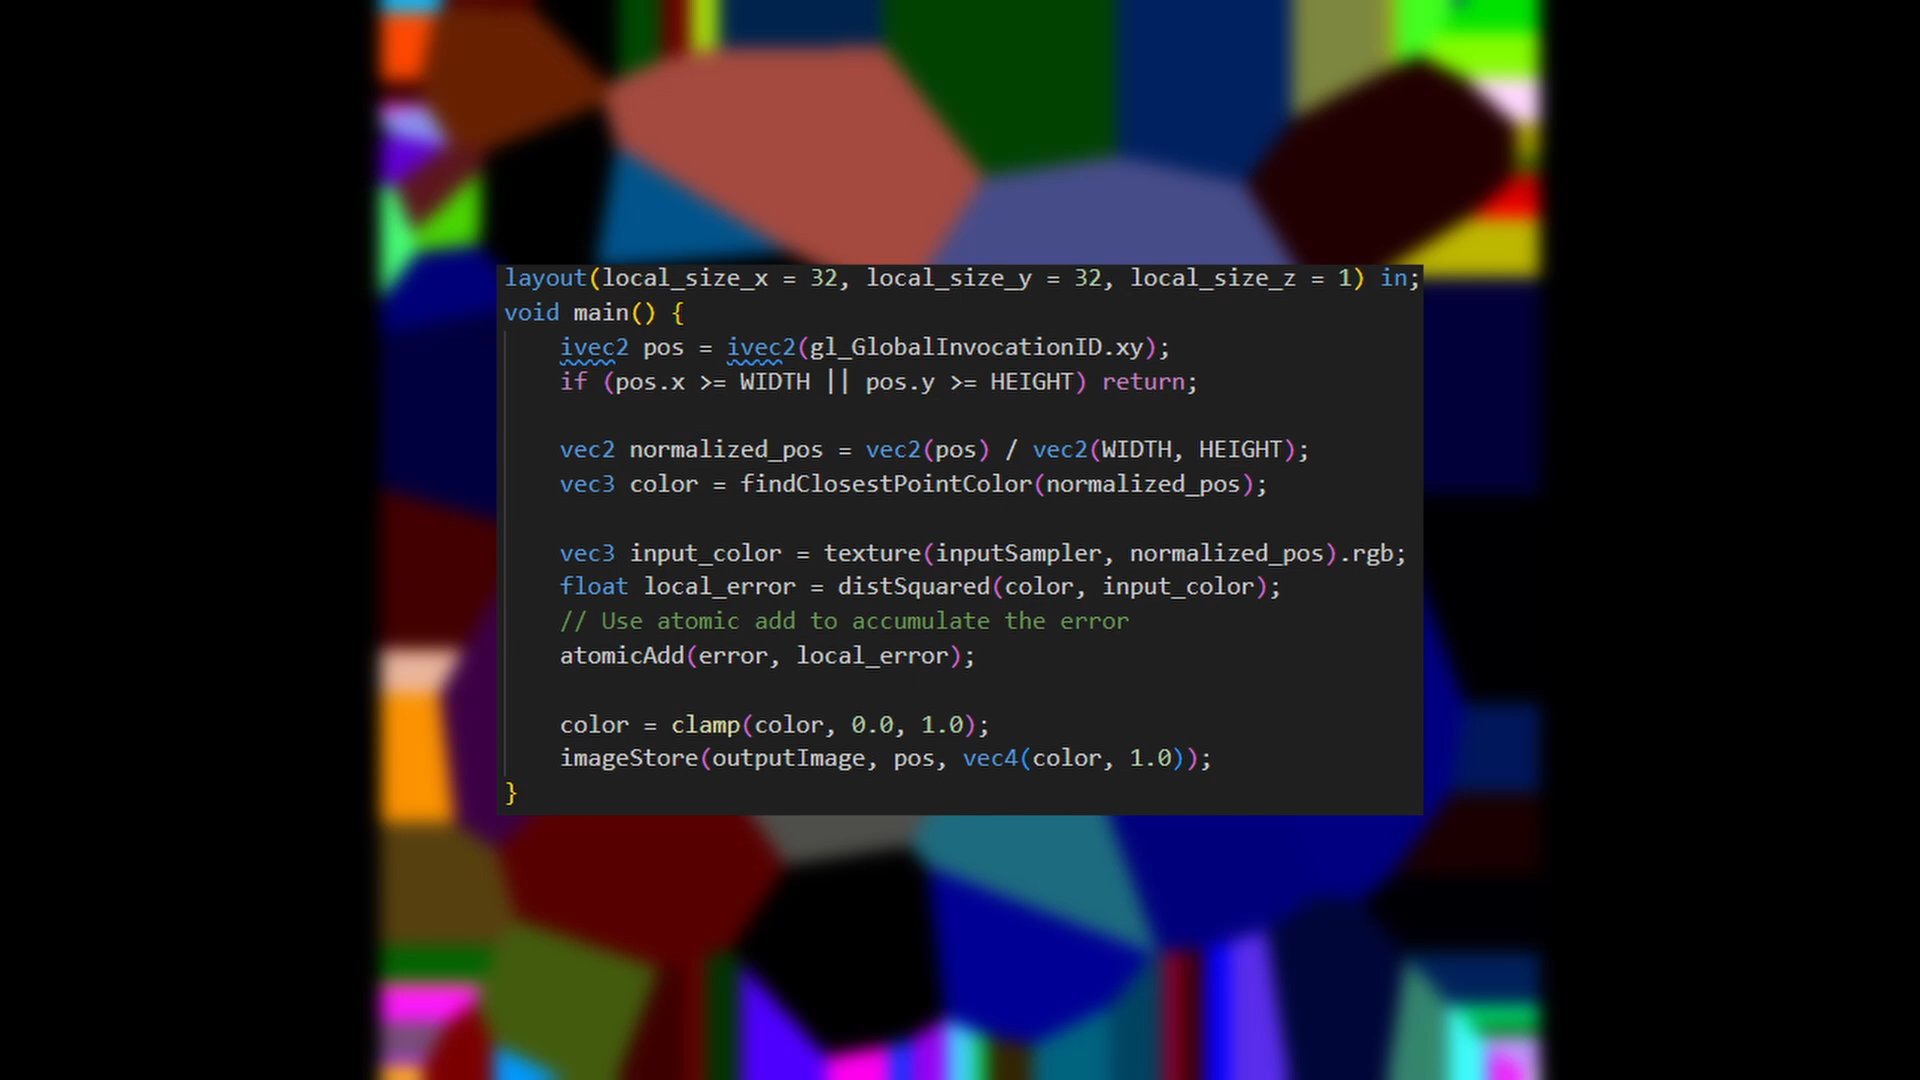 layout(local_size_x = 32, local_size_y = 32, local_size_z = 1) in;
void main() {
    ivec2 pos = ivec2(gl_GlobalInvocationID.xy);
    if (pos.x >= WIDTH || pos.y >= HEIGHT) return;
    vec2 normalized_pos = vec2(pos) / vec2(WIDTH, HEIGHT);
    vec3 color = findClosestPointColor(normalized_pos);
    vec3 input_color = texture(inputSampler, normalized_pos).rgb;
    float local_error = distSquared(color, input_color);
    // Use atomic add to accumulate the error
    atomicAdd(error, local_error);
    color = clamp(color, 0.0, 1.0);
    imageStore(outputImage, pos, vec4(color, 1.0));
}